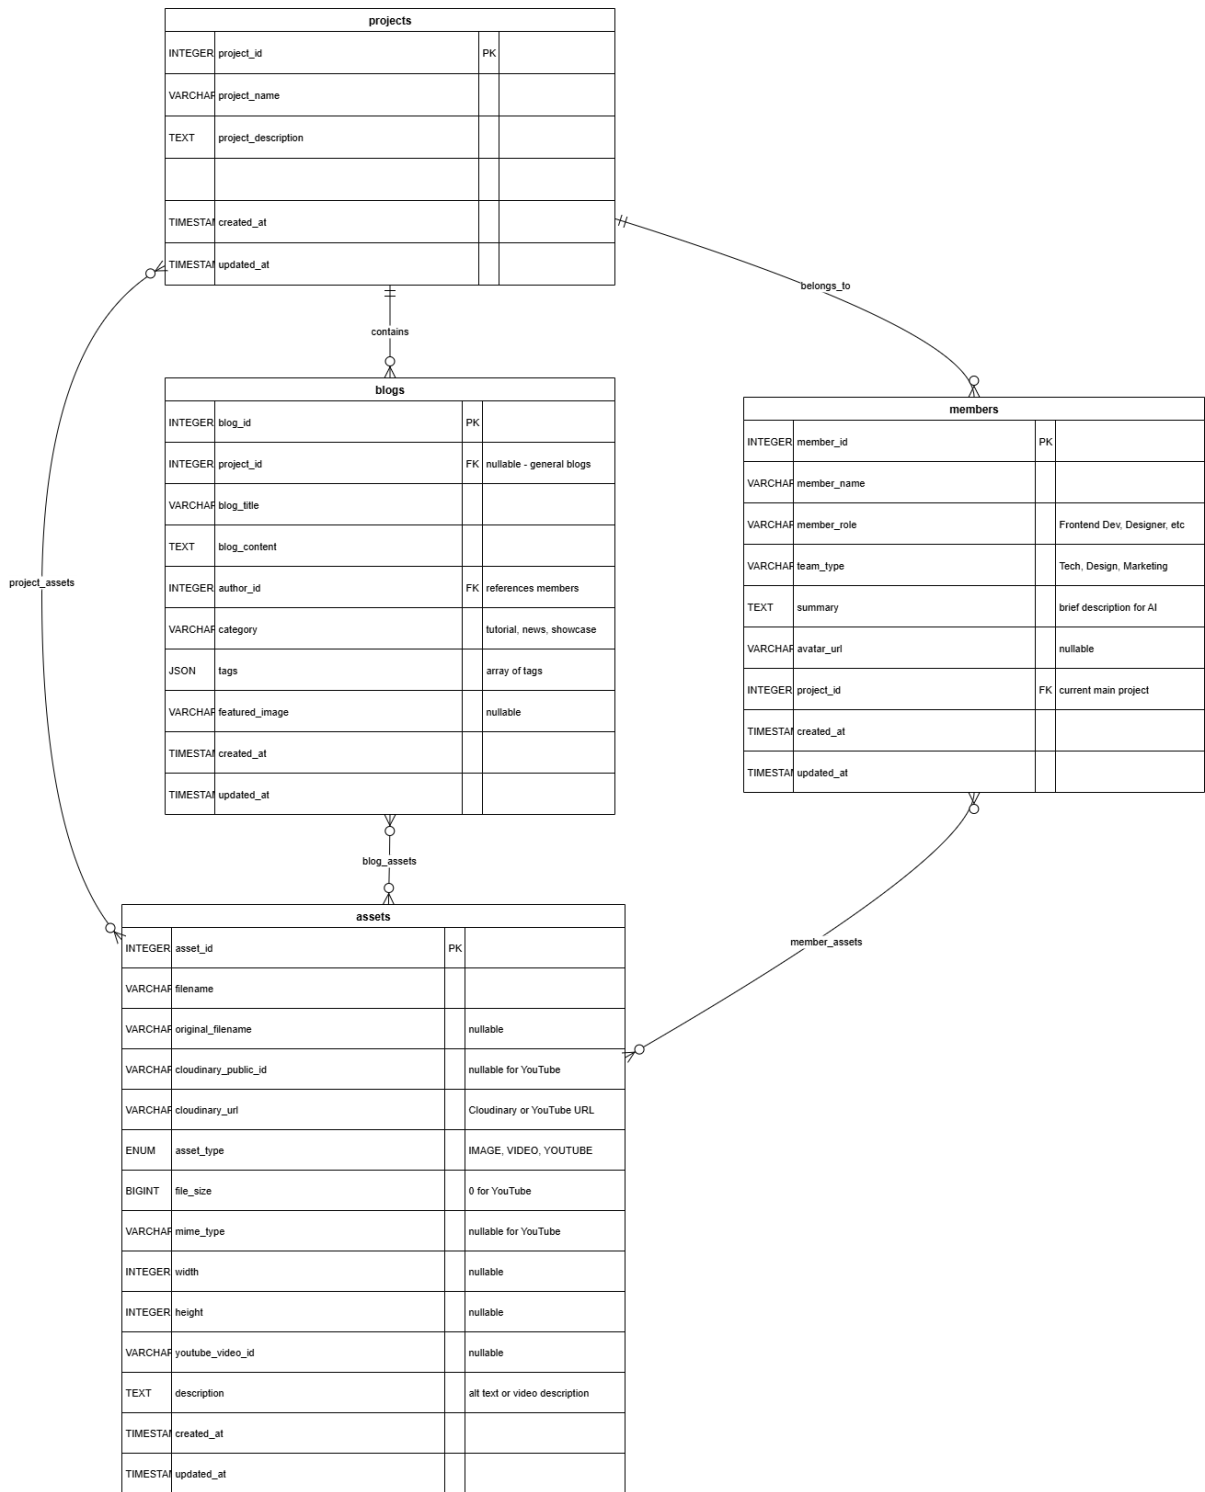 projects
INTEGER project_id PK
VARCHAR project_name
TEXT project_description
TIMESTAM created_at
TIMESTAM updated_at
belongs_to
contains
blogs
INTEGER blog_id PK
INTEGER project_id FK nullable - general blogs
VARCHAR blog_title
TEXT blog_content
INTEGER author_id FK references members
VARCHAR category tutorial, news, showcase
JSON tags array of tags
VARCHAR featured_image nullable
TIMESTAM created_at
TIMESTAM updated_at
members
INTEGER member_id PK
VARCHAR member_name
VARCHAR member_role Frontend Dev, Designer, etc
VARCHAR team_type Tech, Design, Marketing
TEXT summary brief description for AI
VARCHAR avatar_url nullable
INTEGER project_id FK current main project
TIMESTAM created_at
TIMESTAM updated_at
project_assets
blog_assets
member_assets
assets
INTEGER asset_id PK
VARCHAR filename
VARCHAR original_filename nullable
VARCHAR cloudinary_public_id nullable for YouTube
VARCHAR cloudinary_url Cloudinary or YouTube URL
ENUM asset_type IMAGE, VIDEO, YOUTUBE
BIGINT file_size 0 for YouTube
VARCHAR mime_type nullable for YouTube
INTEGER width nullable
INTEGER height nullable
VARCHAR youtube_video_id nullable
TEXT description alt text or video description
TIMESTAM created_at
TIMESTAM updated_at